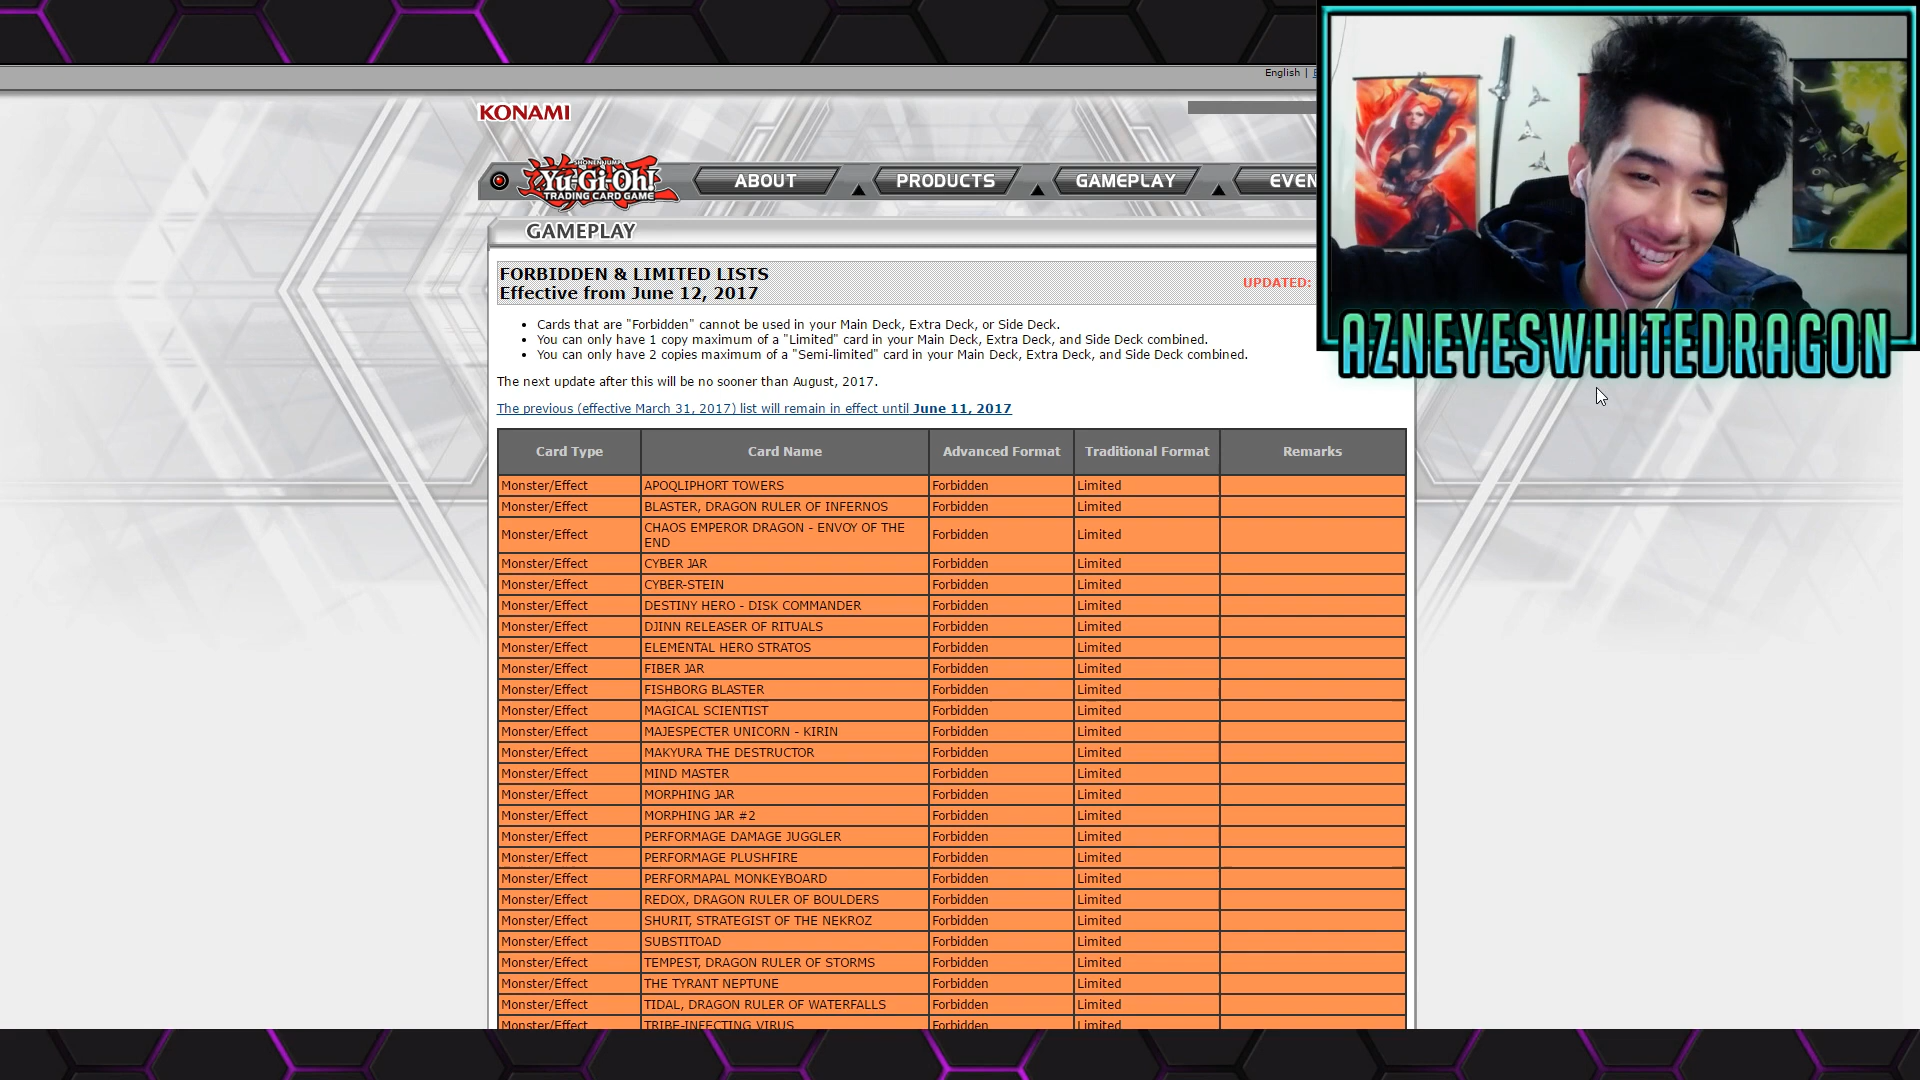 English |
KONAMI
SHONEN JUMP
Yu-Gi-Oh!
TRADING CARD GAME
ABOUT
PRODUCTS
GAMEPLAY
EVEN
GAMEPLAY
FORBIDDEN & LIMITED LISTS
Effective from June 12, 2017
UPDATED:
AZNEYESWHITEDRAGON
• Cards that are "Forbidden" cannot be used in your Main Deck, Extra Deck, or Side Deck.
• You can only have 1 copy maximum of a "Limited" card in your Main Deck, Extra Deck, and Side Deck combined.
• You can only have 2 copies maximum of a "Semi-limited" card in your Main Deck, Extra Deck, and Side Deck combined.
The next update after this will be no sooner than August, 2017.
The previous (effective March 31, 2017) list will remain in effect until June 11, 2017
Card Type Card Name Advanced Format Traditional Format Remarks
Monster/Effect APOQLIPHORT TOWERS Forbidden Limited
Monster/Effect BLASTER, DRAGON RULER OF INFERNOS Forbidden Limited
Monster/Effect CHAOS EMPEROR DRAGON - ENVOY OF THE
END Forbidden Limited
Monster/Effect CYBER JAR Forbidden Limited
Monster/Effect CYBER-STEIN Forbidden Limited
Monster/Effect DESTINY HERO - DISK COMMANDER Forbidden Limited
Monster/Effect DJINN RELEASER OF RITUALS Forbidden Limited
Monster/Effect ELEMENTAL HERO STRATOS Forbidden Limited
Monster/Effect FIBER JAR Forbidden Limited
Monster/Effect FISHBORG BLASTER Forbidden Limited
Monster/Effect MAGICAL SCIENTIST Forbidden Limited
Monster/Effect MAJESPECTER UNICORN - KIRIN Forbidden Limited
Monster/Effect MAKYURA THE DESTRUCTOR Forbidden Limited
Monster/Effect MIND MASTER Forbidden Limited
Monster/Effect MORPHING JAR Forbidden Limited
Monster/Effect MORPHING JAR #2 Forbidden Limited
Monster/Effect PERFORMAGE DAMAGE JUGGLER Forbidden Limited
Monster/Effect PERFORMAGE PLUSHFIRE Forbidden Limited
Monster/Effect PERFORMAPAL MONKEYBOARD Forbidden Limited
Monster/Effect REDOX, DRAGON RULER OF BOULDERS Forbidden Limited
Monster/Effect SHURIT, STRATEGIST OF THE NEKROZ Forbidden Limited
Monster/Effect SUBSTITOAD Forbidden Limited
Monster/Effect TEMPEST, DRAGON RULER OF STORMS Forbidden Limited
Monster/Effect THE TYRANT NEPTUNE Forbidden Limited
Monster/Effect TIDAL, DRAGON RULER OF WATERFALLS Forbidden Limited
Monster/Effect TRIBE-INFECTING VIRUS Forbidden Limited